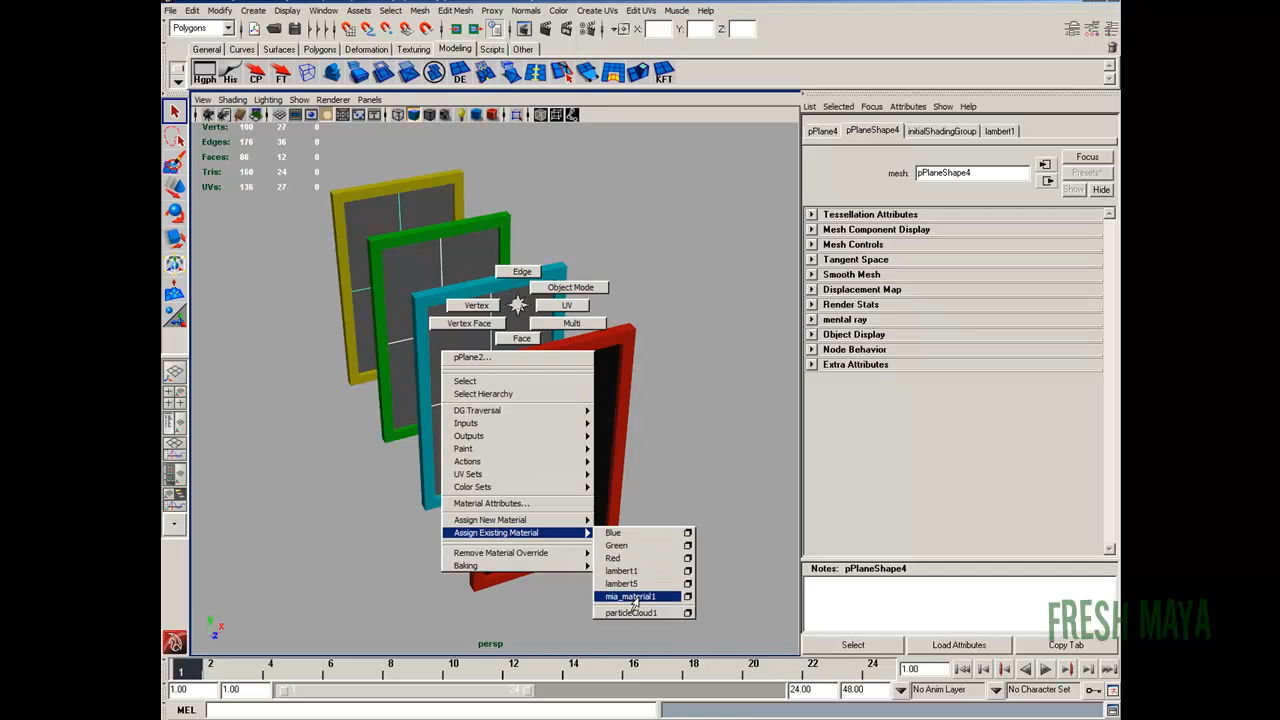 File Edit Modify Create Display Window Assets Select Mesh Edit Mesh Proxy Normals Color Create UVs Edit UVs Muscle Help
Polygons X: Y: Z:
General Curves Surfaces Polygons Deformation Texturing Modeling Scripts Other
Hgph His CP FT DE KFT
View Shading Lighting Show Renderer Panels
List Selected Focus Attributes Show Help
Verts: 100 27 0
Edges: 176 36 0
Faces: 80 12 0
Tris: 160 24 0
UVs: 136 27 0
pPlane4 pPlaneShape4 initialShadingGroup lambert1
mesh: pPlaneShape4
Focus
Presets*
Show Hide
Tessellation Attributes
Mesh Component Display
Mesh Controls
Tangent Space
Smooth Mesh
Displacement Map
Render Stats
mental ray
Object Display
Node Behavior
Extra Attributes
Edge
Object Mode
Vertex UV
Vertex Face Multi
Face
pPlane2...
Select
Select Hierarchy
DG Traversal
Inputs
Outputs
Paint
Actions
UV Sets
Color Sets
Material Attributes...
Assign New Material
Assign Existing Material
Remove Material Override
Baking
Blue
Green
Red
lambert1
lambert5
mia_material1
particleCloud1
y
x
z
persp
Notes: pPlaneShape4
FRESH MAYA
Select Load Attributes Copy Tab
1 2 4 6 8 10 12 14 16 18 20 22 24 1.00
1.00 1.00 1 24 24.00 48.00 No Anim Layer No Character Set
MEL